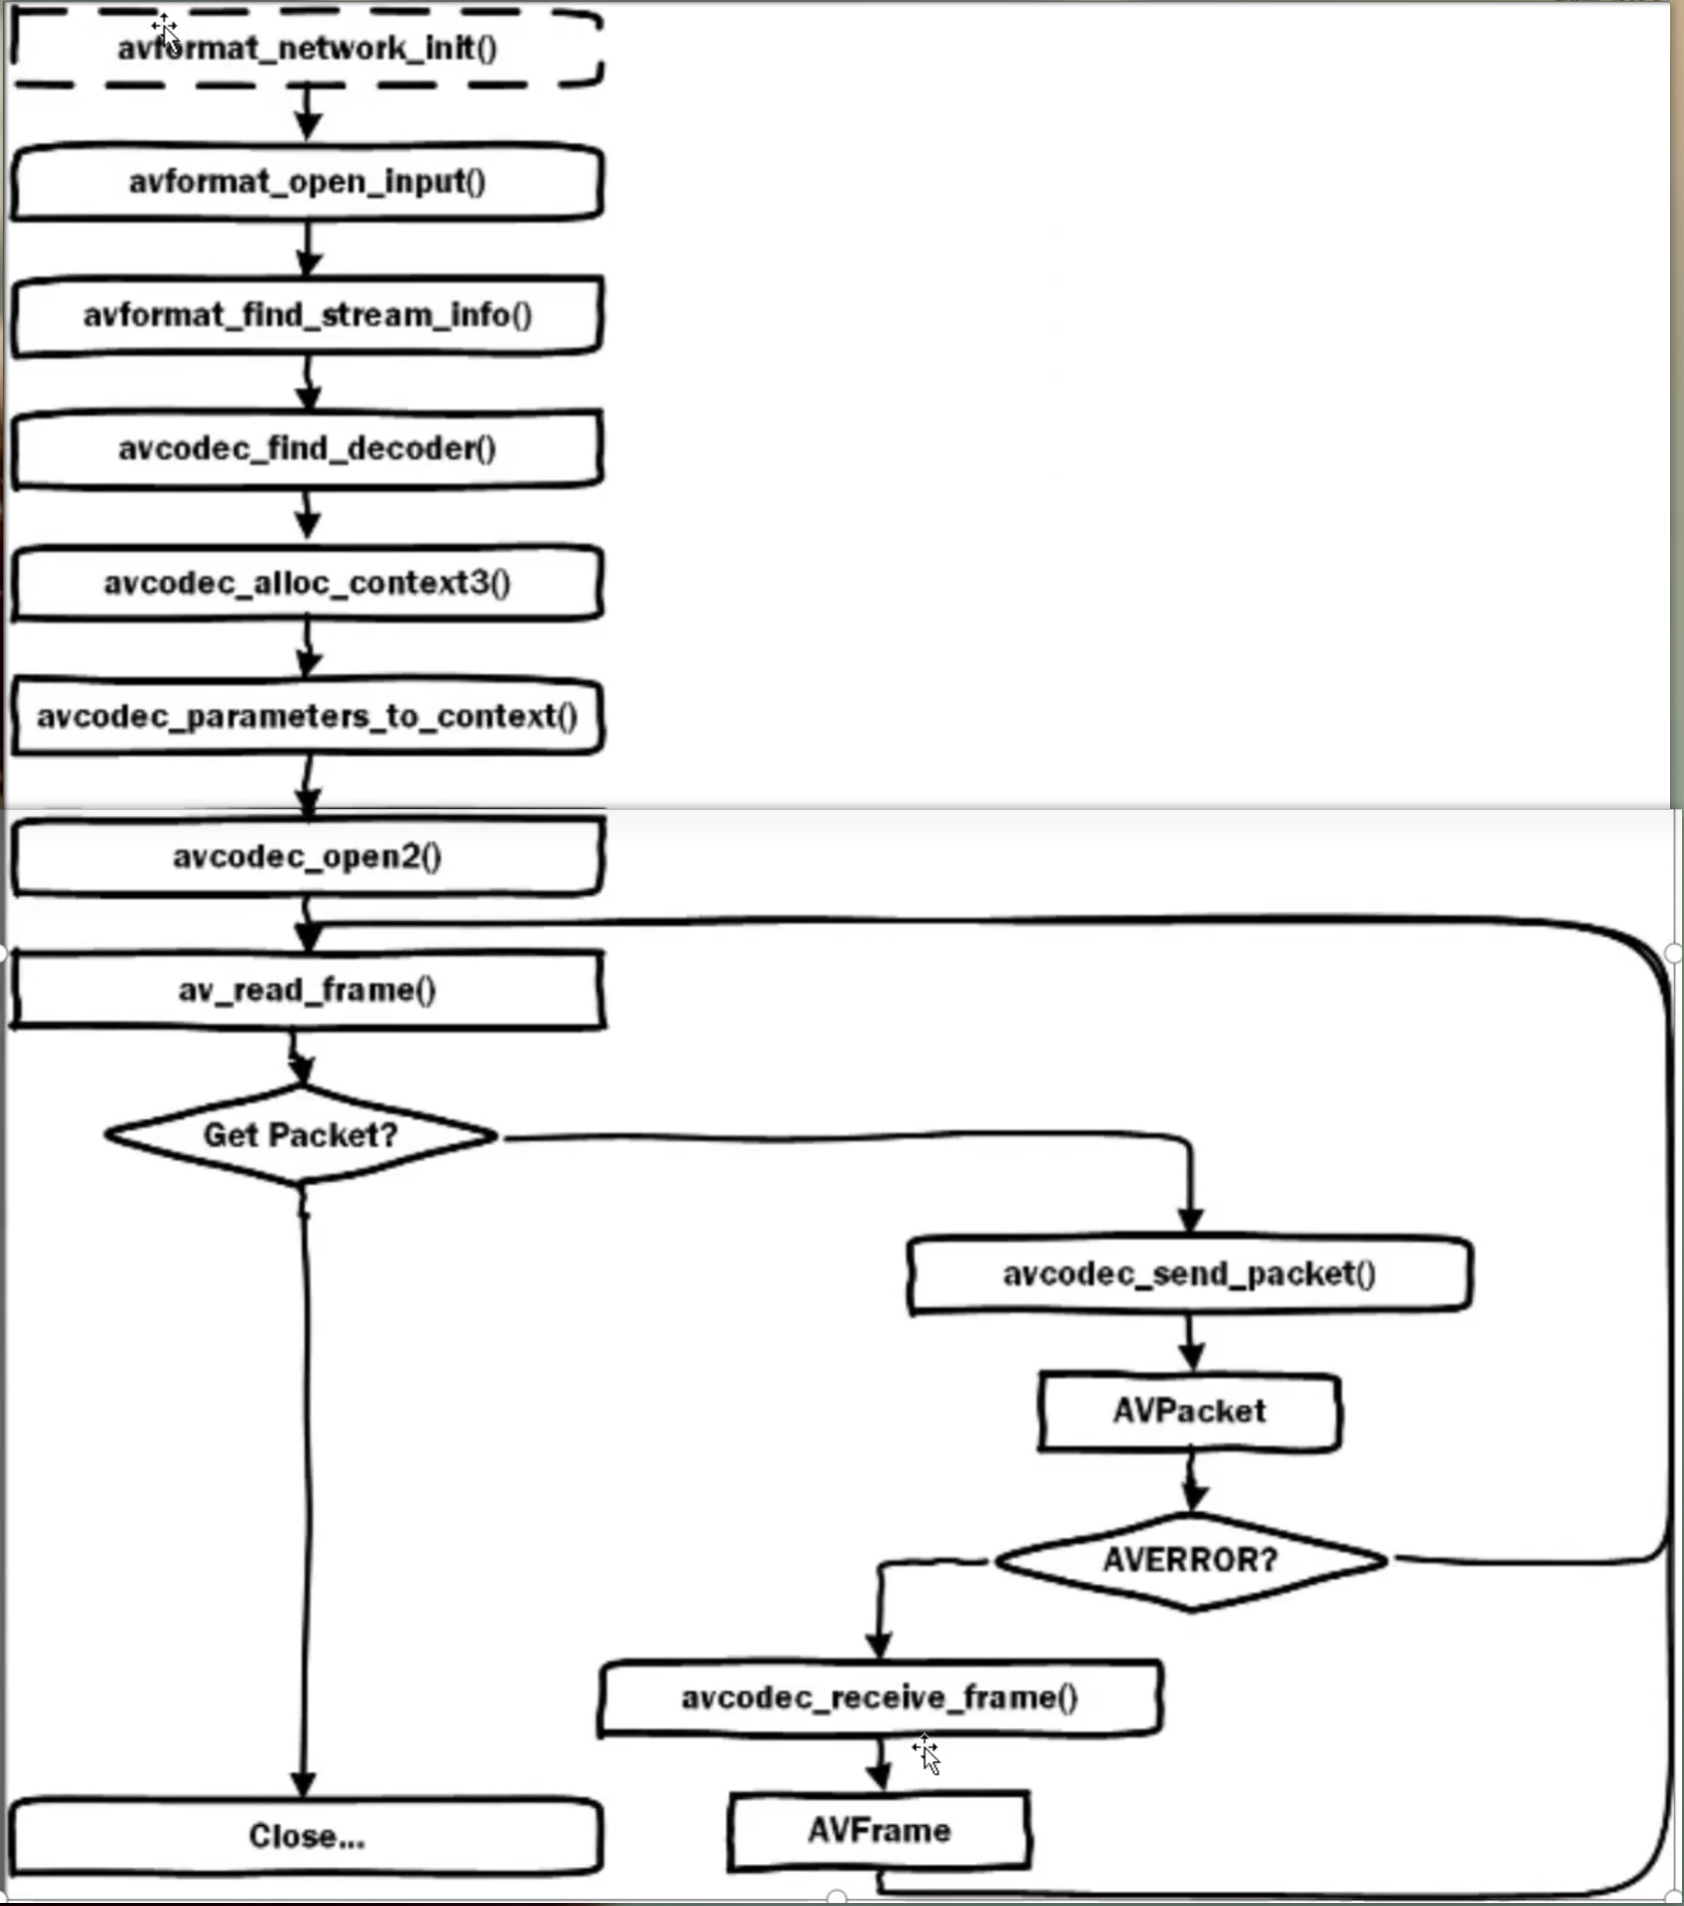 avformat_network_init()
avformat_open_input()
avformat_find_stream_info()
avcodec_find_decoder()
avcodec_alloc_context3()
avcodec_parameters_to_context()
avcodec_open2()
av_read_frame()
Get Packet?
avcodec_send_packet()
AVPacket
AVERROR?
avcodec_receive_frame()
AVFrame
Close...